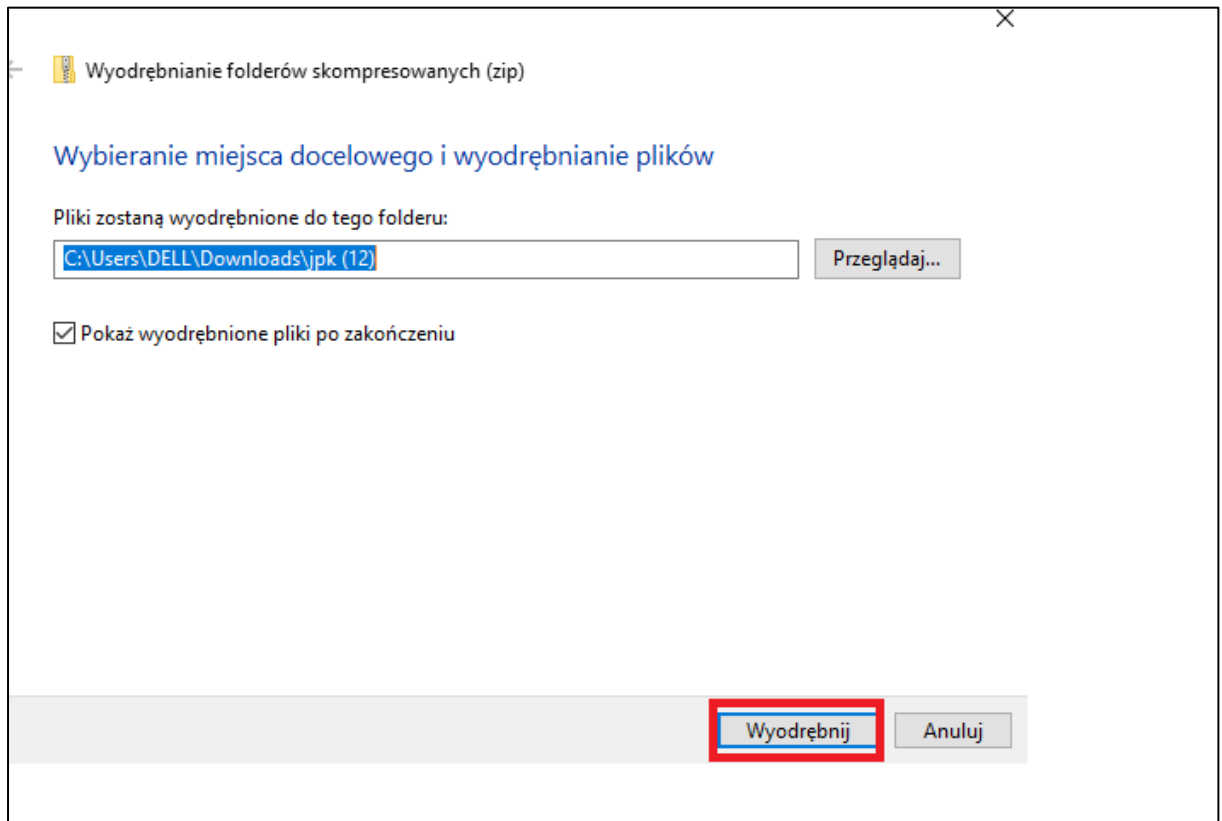 Wyodrębnianie folderów skompresowanych (zip)
Wybieranie miejsca docelowego i wyodrębnianie plików
Pliki zostaną wyodrębnione do tego folderu:
C:\Users\DELL\Downloads\jpk (12)
Przeglądaj...
Pokaż wyodrębnione pliki po zakończeniu
Wyodrębnij
Anuluj